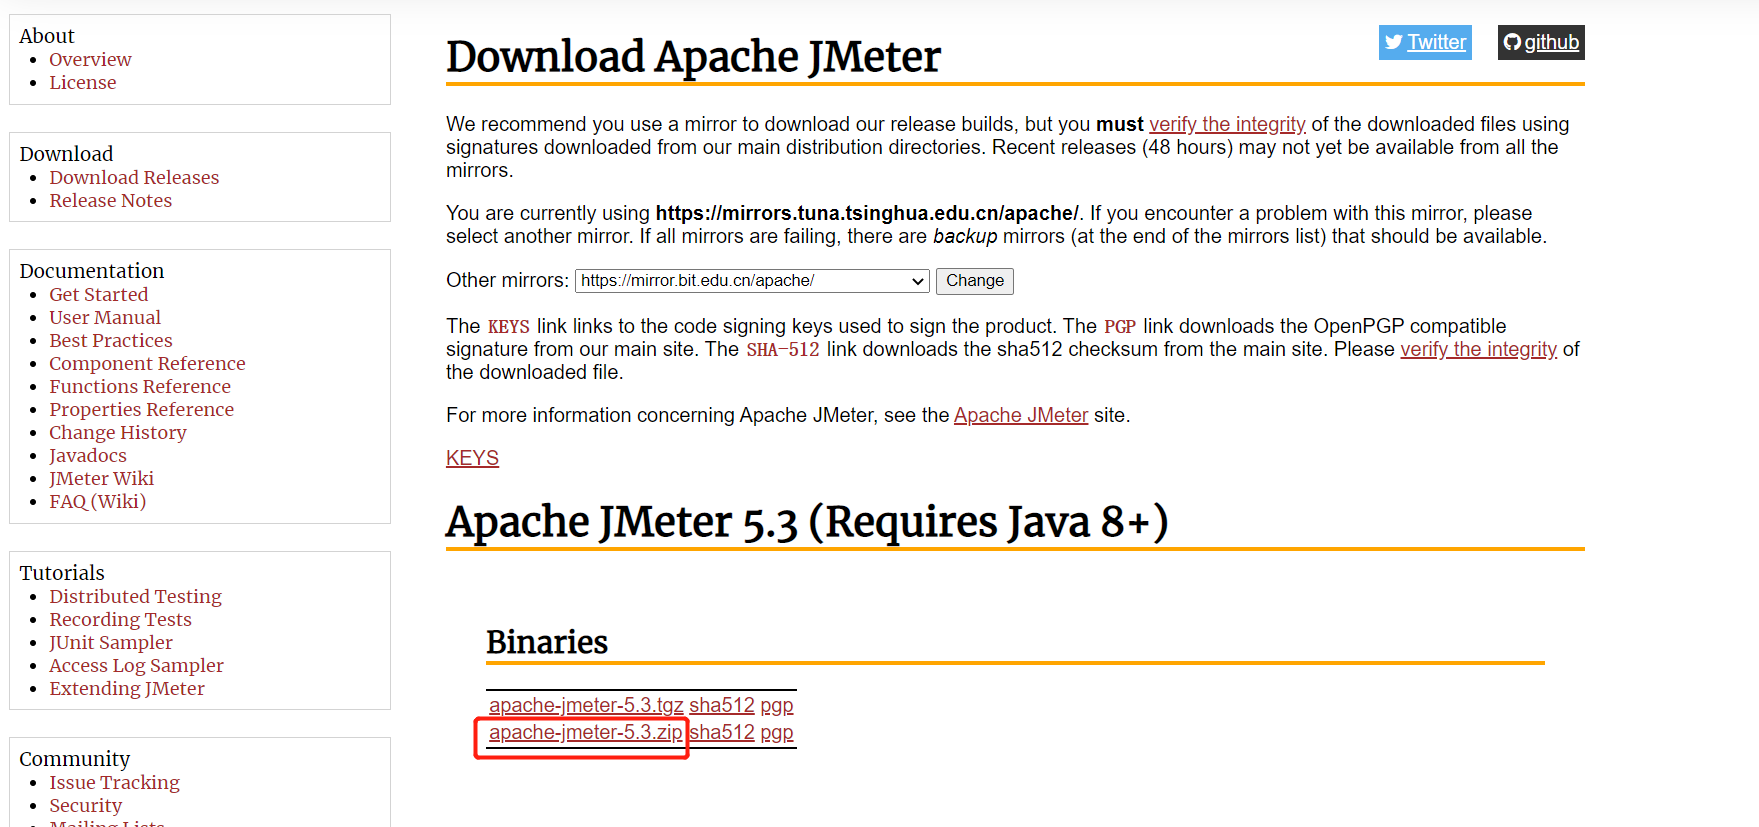 About
Overview
License
Download
Download Releases
Release Notes
Documentation
Get Started
User Manual
Best Practices
Component Reference
Functions Reference
Properties Reference
Change History
Javadocs
JMeter Wiki
FAQ (Wiki)
Tutorials
Distributed Testing
Recording Tests
JUnit Sampler
Access Log Sampler
Extending JMeter
Community
Issue Tracking
Security
Mailing Lists
Twitter
github
Download Apache JMeter
We recommend you use a mirror to download our release builds, but you must verify the integrity of the downloaded files using
signatures downloaded from our main distribution directories. Recent releases (48 hours) may not yet be available from all the
mirrors.
You are currently using https://mirrors.tuna.tsinghua.edu.cn/apache/. If you encounter a problem with this mirror, please
select another mirror. If all mirrors are failing, there are backup mirrors (at the end of the mirrors list) that should be available.
Other mirrors: https://mirror.bit.edu.cn/apache/ Change
The KEYS link links to the code signing keys used to sign the product. The PGP link downloads the OpenPGP compatible
signature from our main site. The SHA-512 link downloads the sha512 checksum from the main site. Please verify the integrity of
the downloaded file.
For more information concerning Apache JMeter, see the Apache JMeter site.
KEYS
Apache JMeter 5.3 (Requires Java 8+)
Binaries
apache-jmeter-5.3.tgz sha512 pgp
apache-jmeter-5.3.zip sha512 pgp